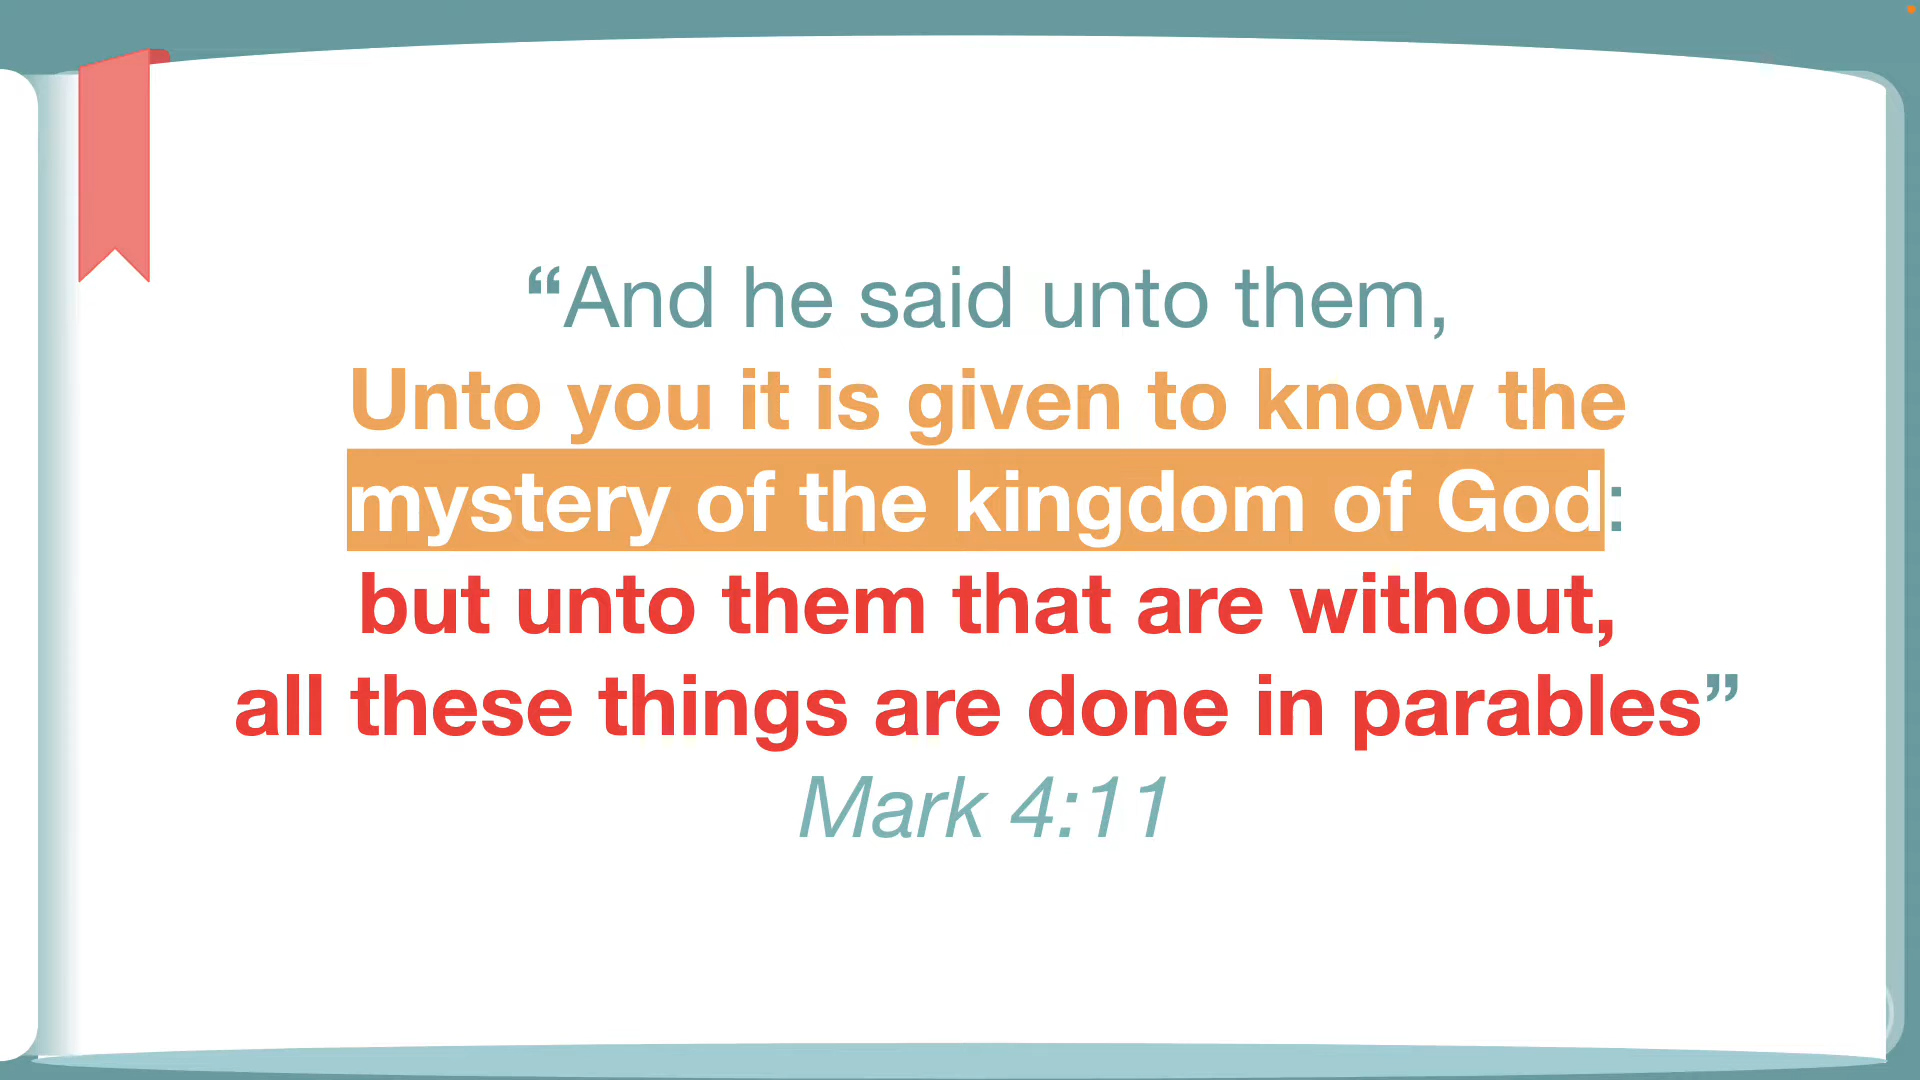 “And he said unto them,
Unto you it is given to know the
mystery of the kingdom of God:
but unto them that are without,
all these things are done in parables”
Mark 4:11